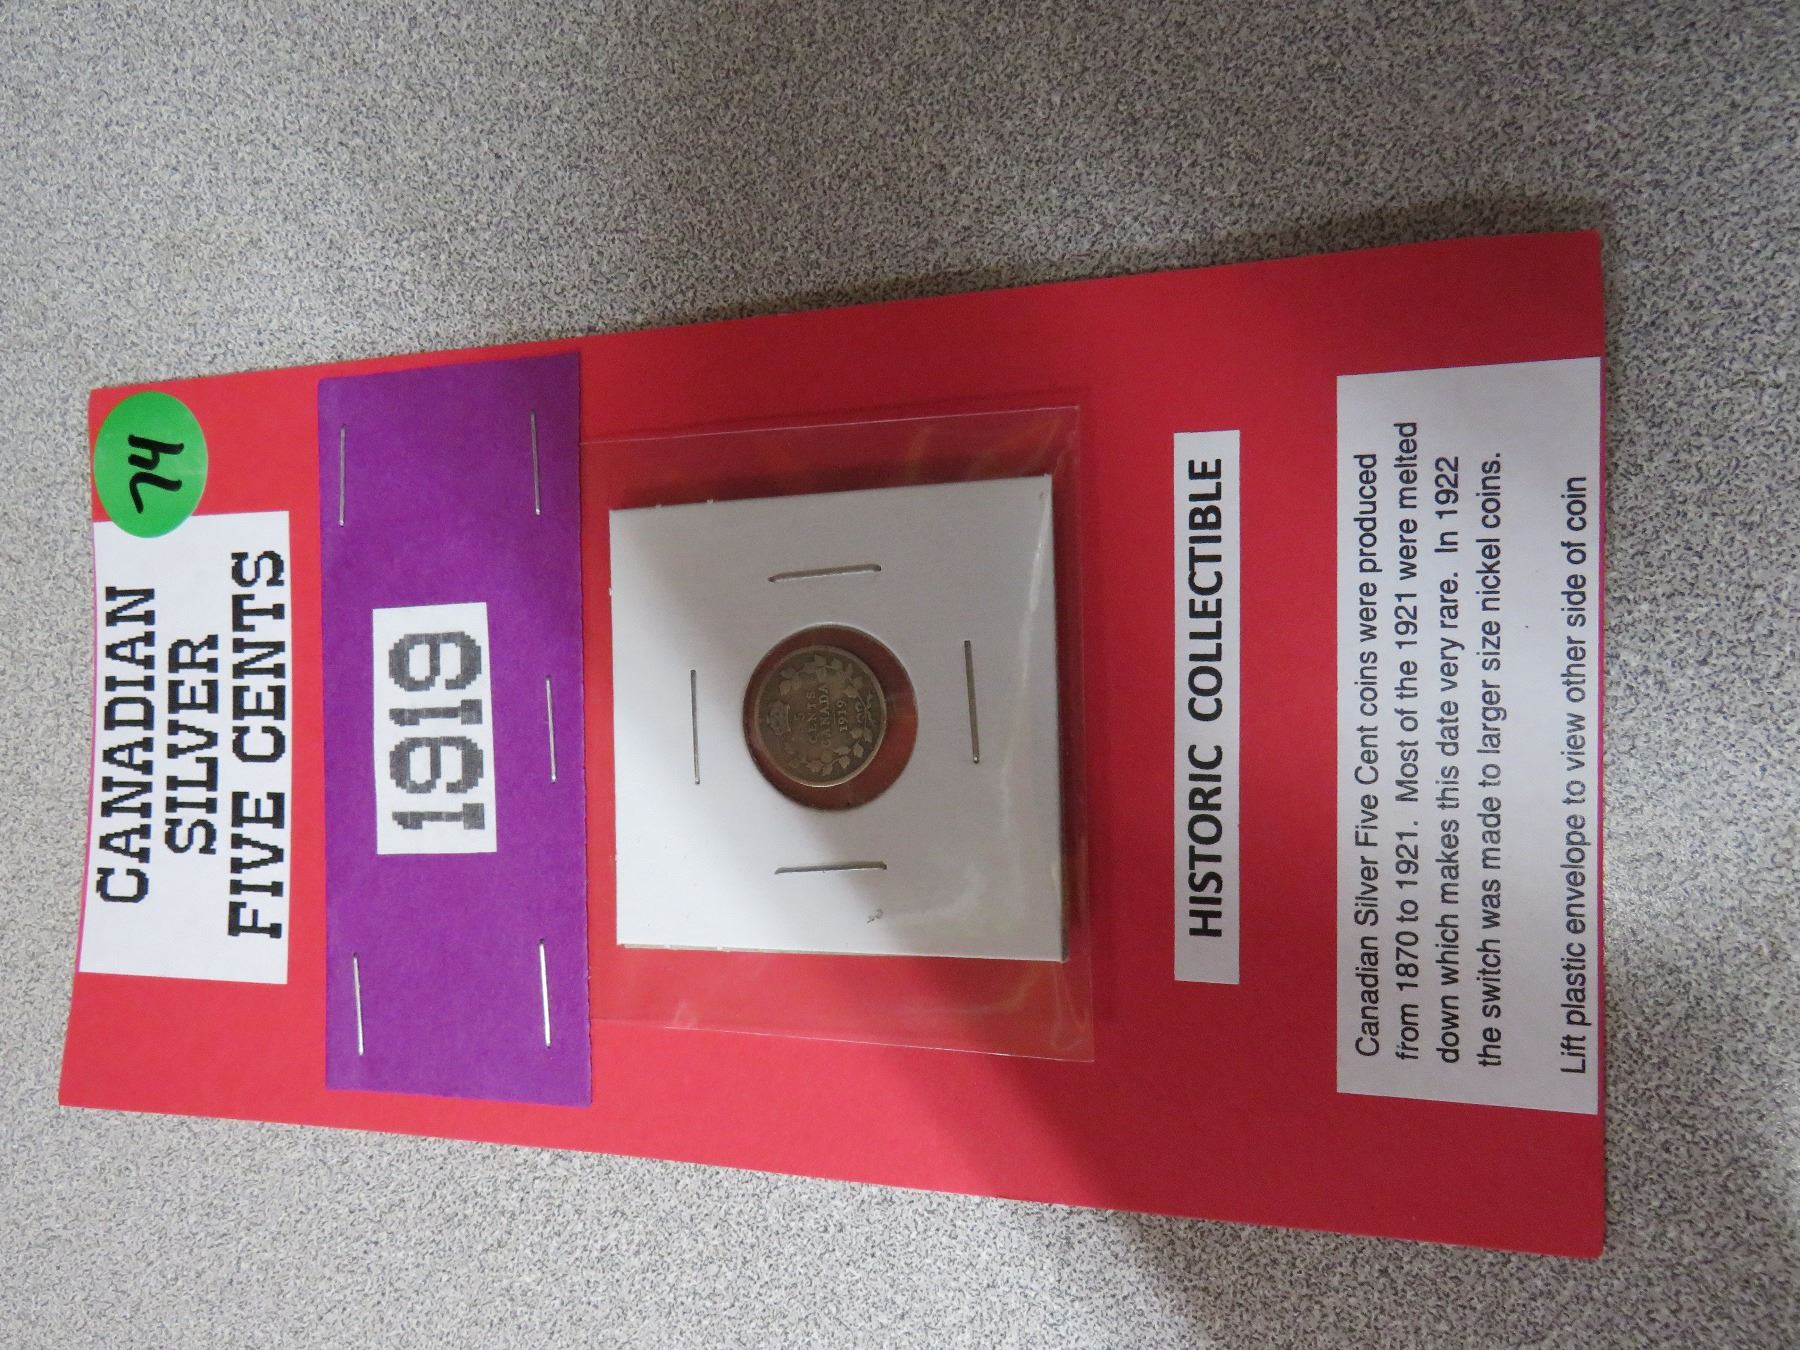 74
CANADIAN
SILVER
FIVE CENTS
1919
5
CENTS
CANADA
1919
HISTORIC COLLECTIBLE
Canadian Silver Five Cent coins were produced
from 1870 to 1921. Most of the 1921 were melted
down which makes this date very rare. In 1922
the switch was made to larger size nickel coins.
Lift plastic envelope to view other side of coin